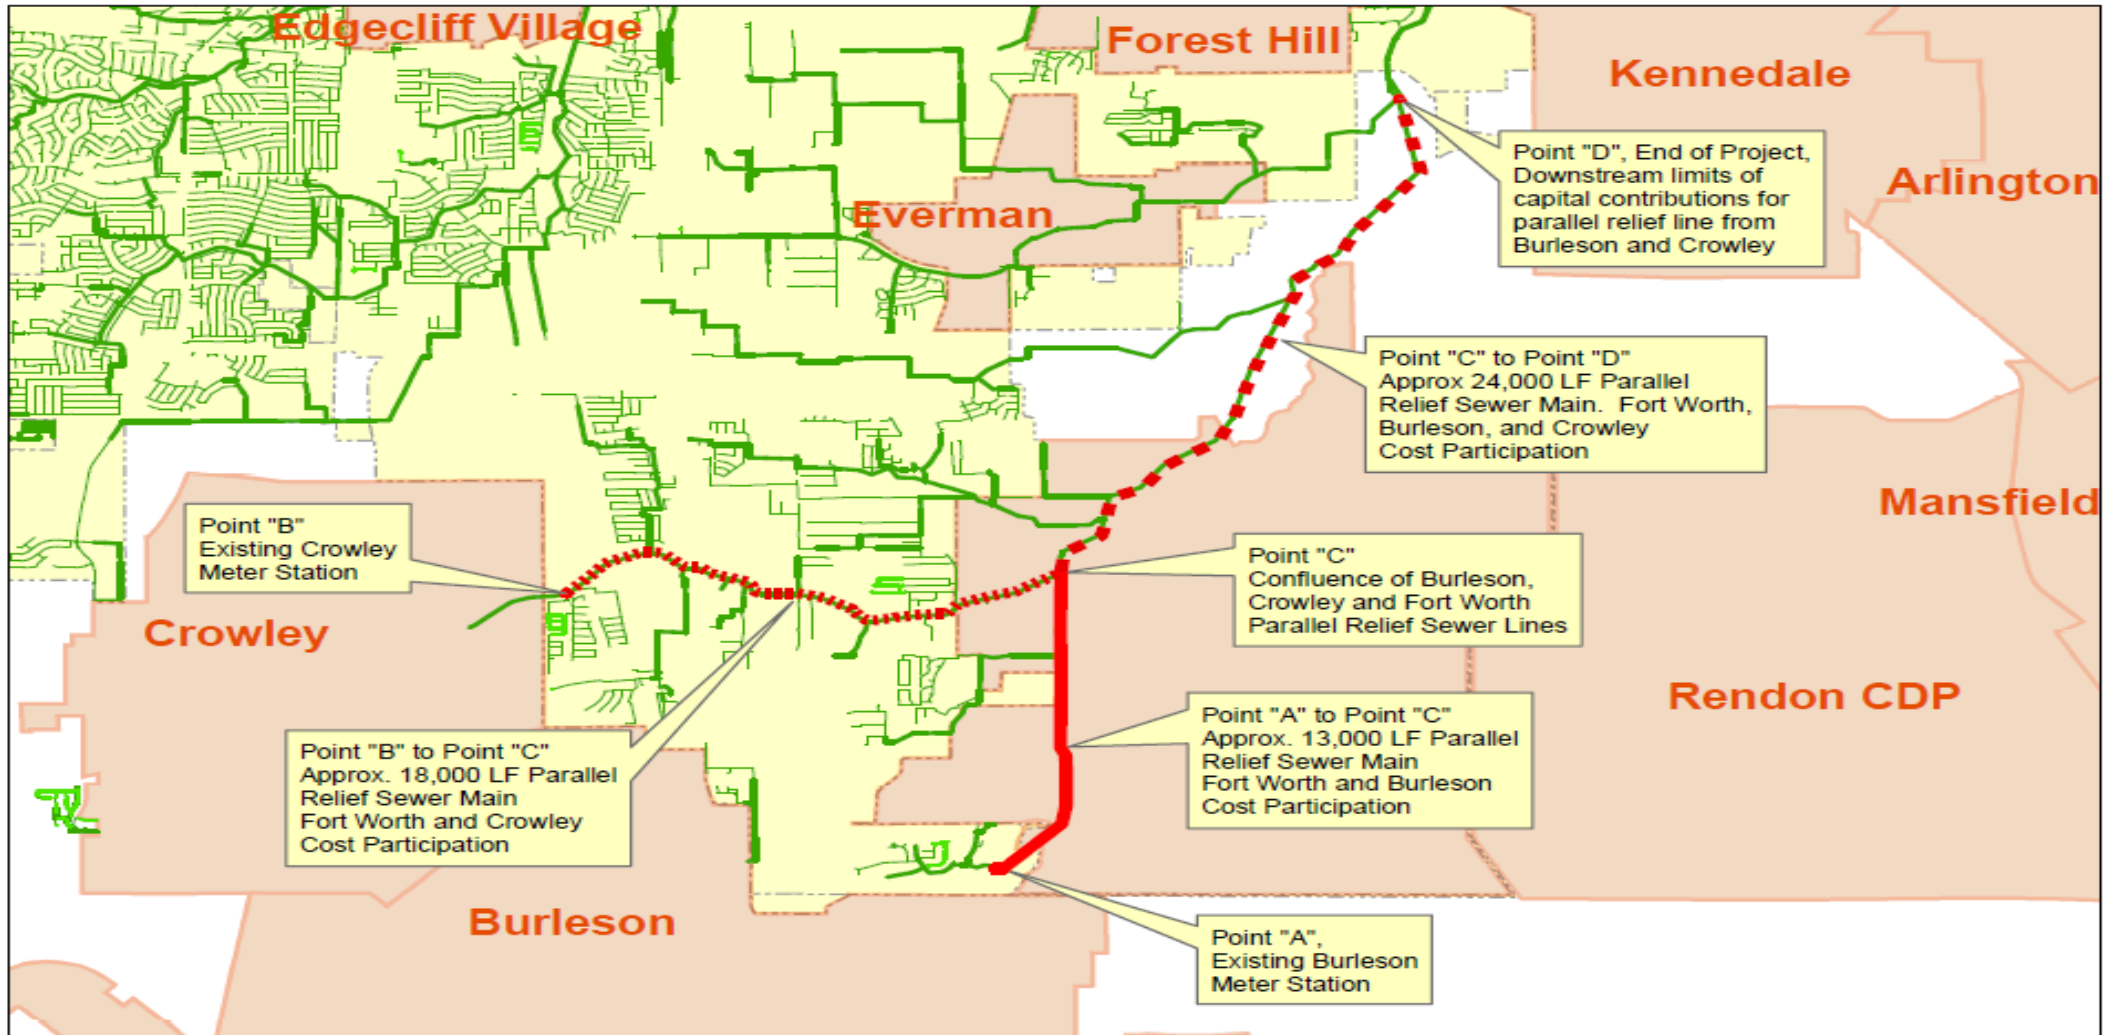 Edgecliff Village
Forest Hill
Kennedale
Point "D", End of Project,
Downstream limits of
capital contributions for
parallel relief line from
Burleson and Crowley
Arlington
Everman
Point "C" to Point "D"
Approx 24,000 LF Parallel
Relief Sewer Main.  Fort Worth,
Burleson, and Crowley
Cost Participation
Mansfield
Point "B"
Existing Crowley
Meter Station
Point "C"
Confluence of Burleson,
Crowley and Fort Worth
Parallel Relief Sewer Lines
Crowley
Rendon CDP
Point "A" to Point "C"
Approx. 13,000 LF Parallel
Relief Sewer Main
Fort Worth and Burleson
Cost Participation
Point "B" to Point "C"
Approx. 18,000 LF Parallel
Relief Sewer Main
Fort Worth and Crowley
Cost Participation
Burleson
Point "A",
Existing Burleson
Meter Station